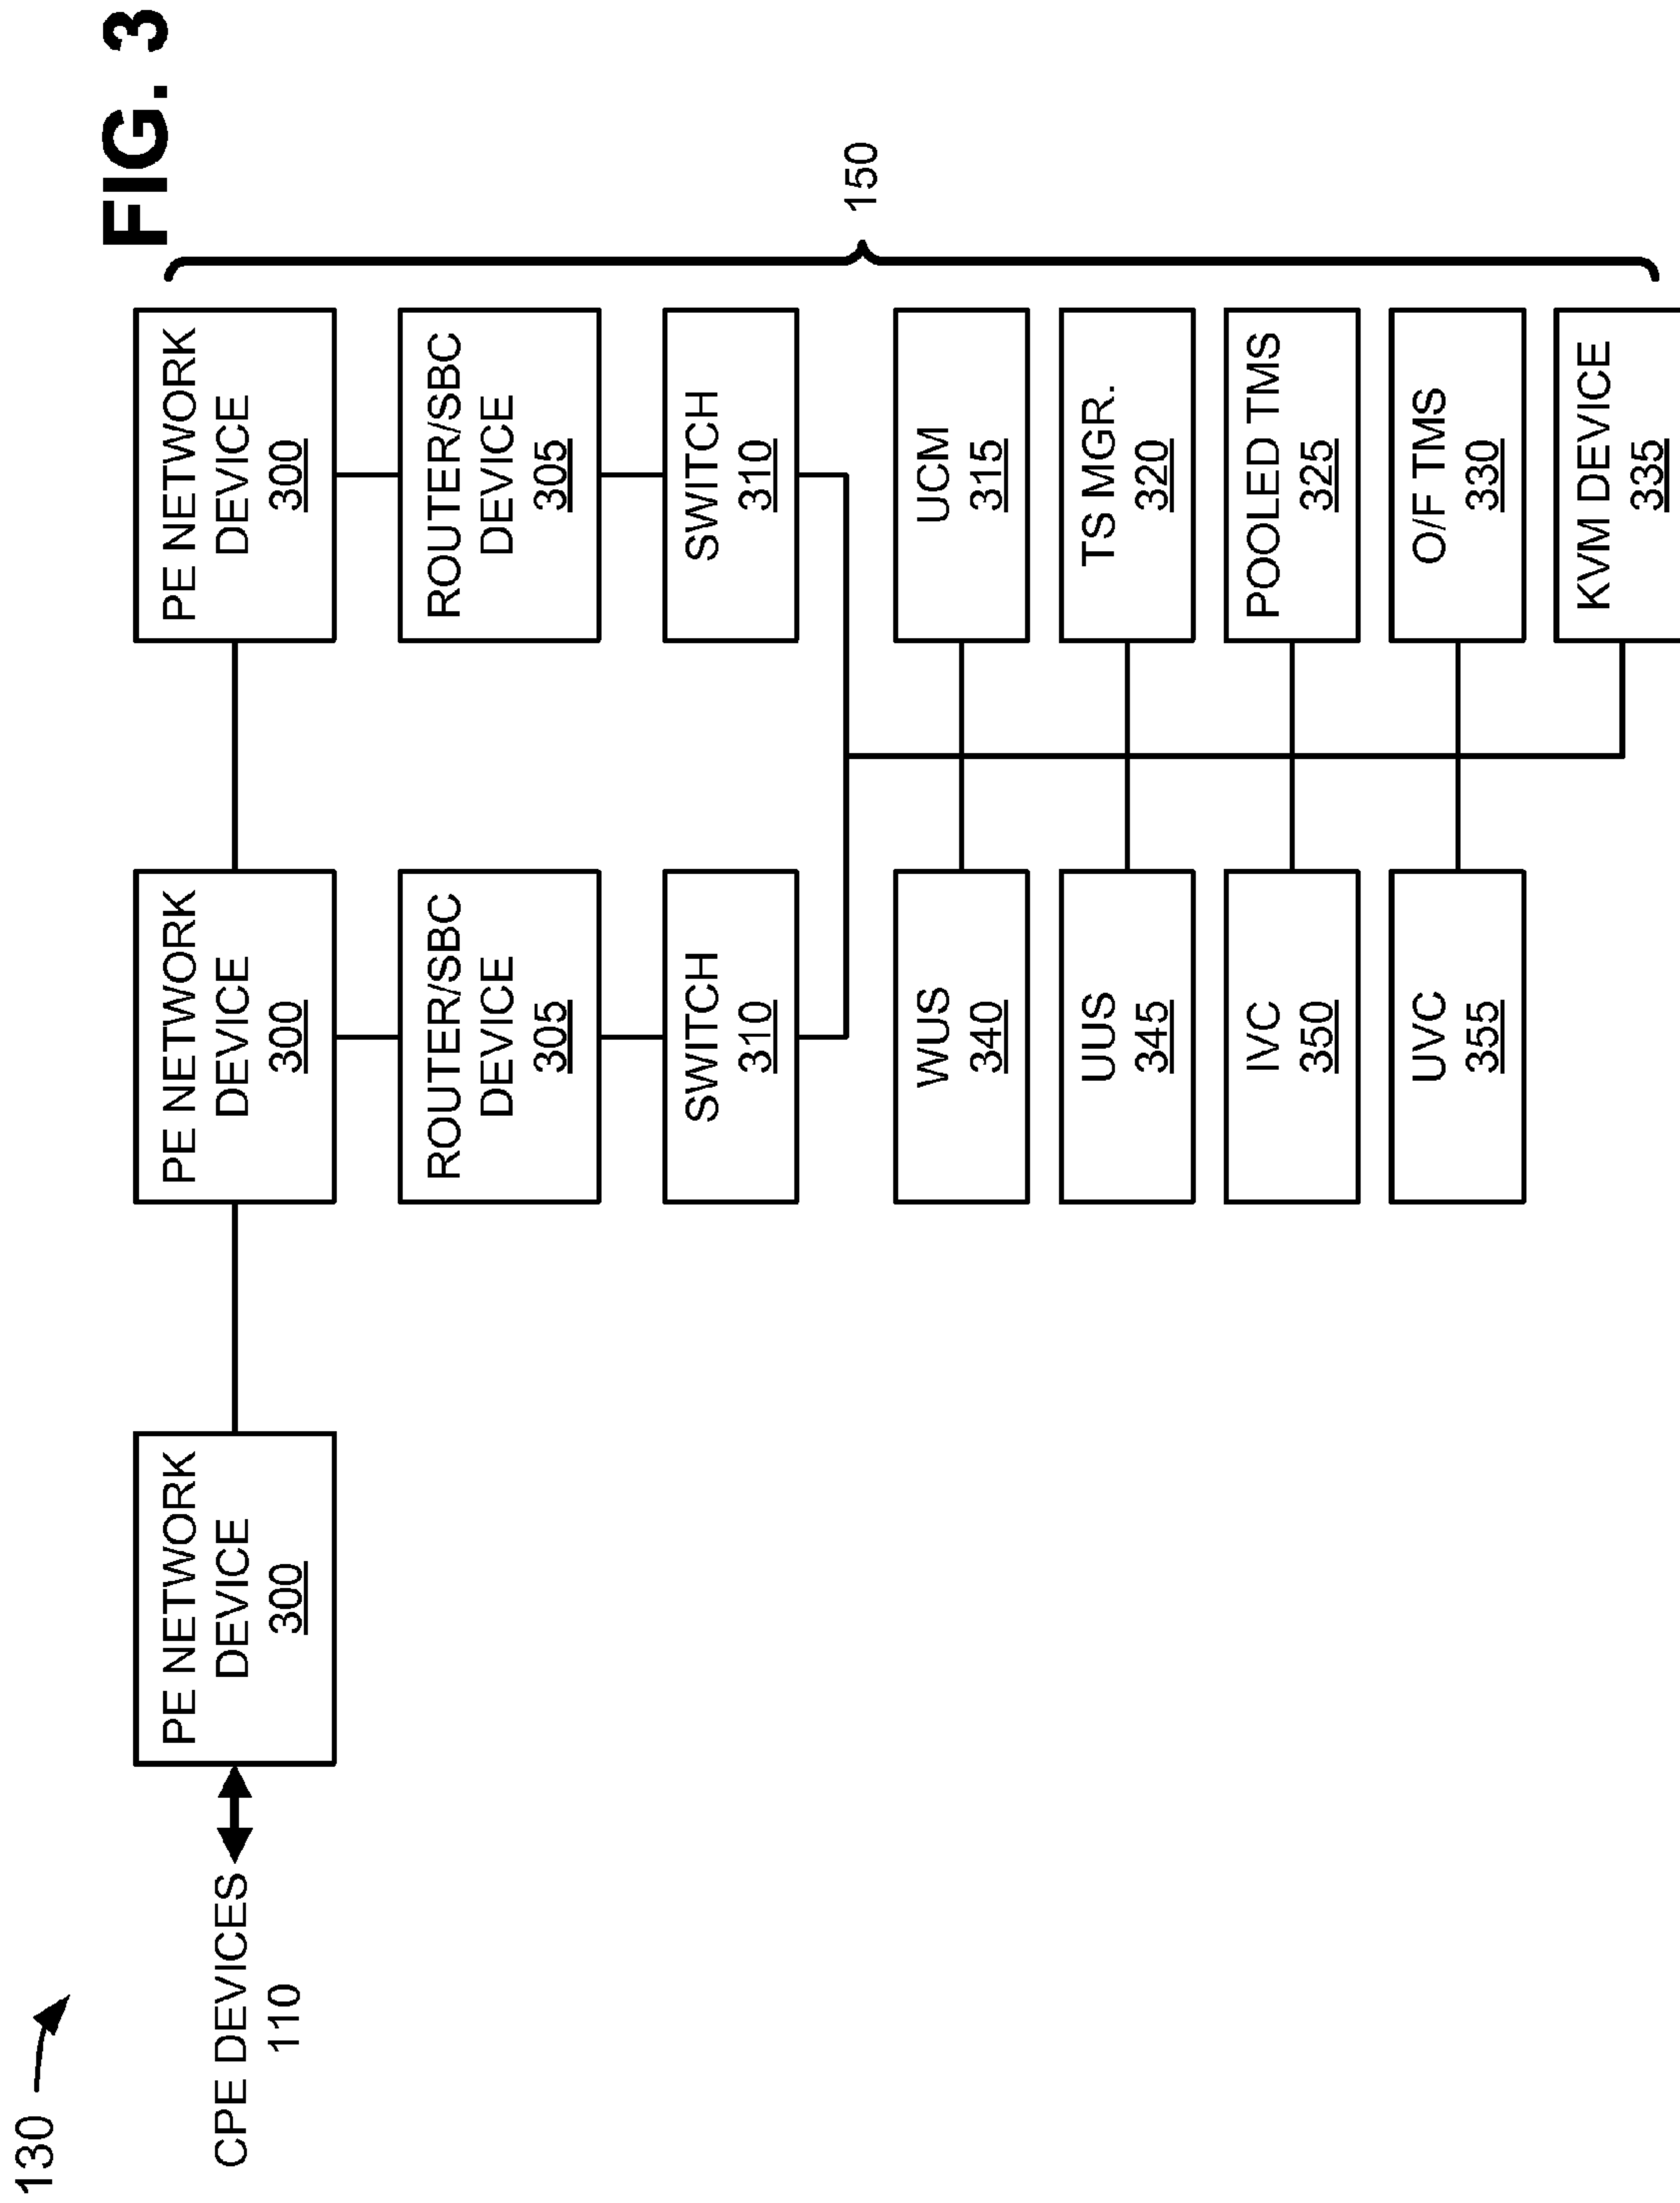 FIG. 3
130
CPE DEVICES
110
PE NETWORK
DEVICE
300
PE NETWORK
DEVICE
300
PE NETWORK
DEVICE
300
ROUTER/SBC
DEVICE
305
ROUTER/SBC
DEVICE
305
SWITCH
310
SWITCH
310
150
WUS
340
UCM
315
UUS
345
TS MGR.
320
IVC
350
POOLED TMS
325
UVC
355
O/F TMS
330
KVM DEVICE
335